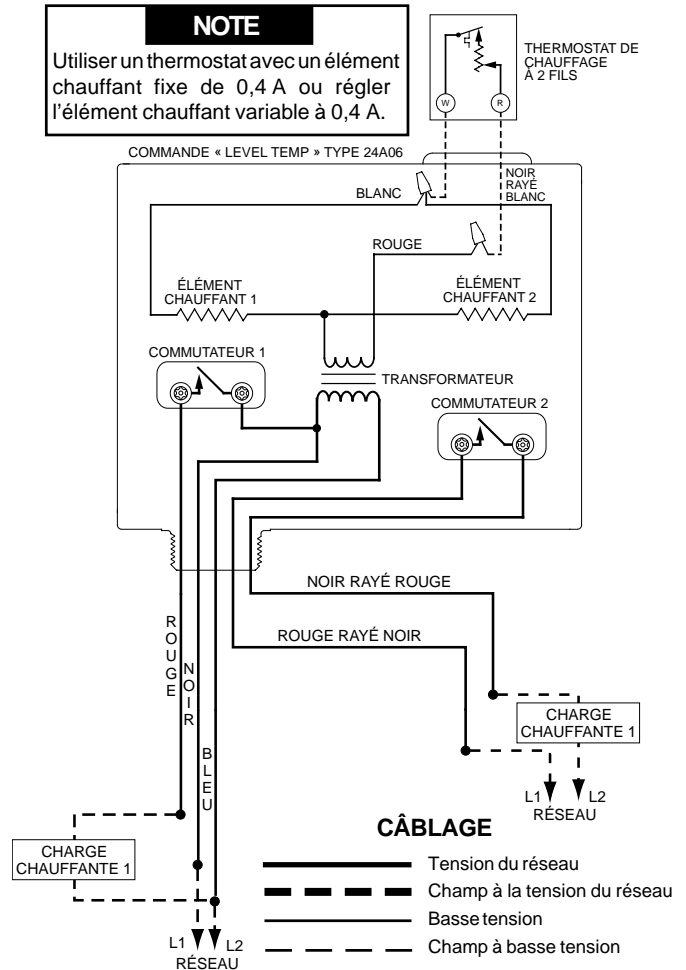 NOTE
Utiliser un thermostat avec un élément
chauffant fixe de 0,4 A ou régler
l'élément chauffant variable à 0,4 A.
THERMOSTAT DE
CHAUFFAGE
À 2 FILS
W
R
COMMANDE « LEVEL TEMP » TYPE 24A06
NOIR
RAYÉ
BLANC
BLANC
ROUGE
ÉLÉMENT
CHAUFFANT 1
ÉLÉMENT
CHAUFFANT 2
COMMUTATEUR 1
TRANSFORMATEUR
COMMUTATEUR 2
NOIR RAYÉ ROUGE
ROUGE RAYÉ NOIR
ROUGE
NOIR
BLEU
CHARGE
CHAUFFANTE 1
L1
L2
RÉSEAU
CHARGE
CHAUFFANTE 1
L1
L2
RÉSEAU
CÂBLAGE
Tension du réseau
Champ à la tension du réseau
Basse tension
Champ à basse tension